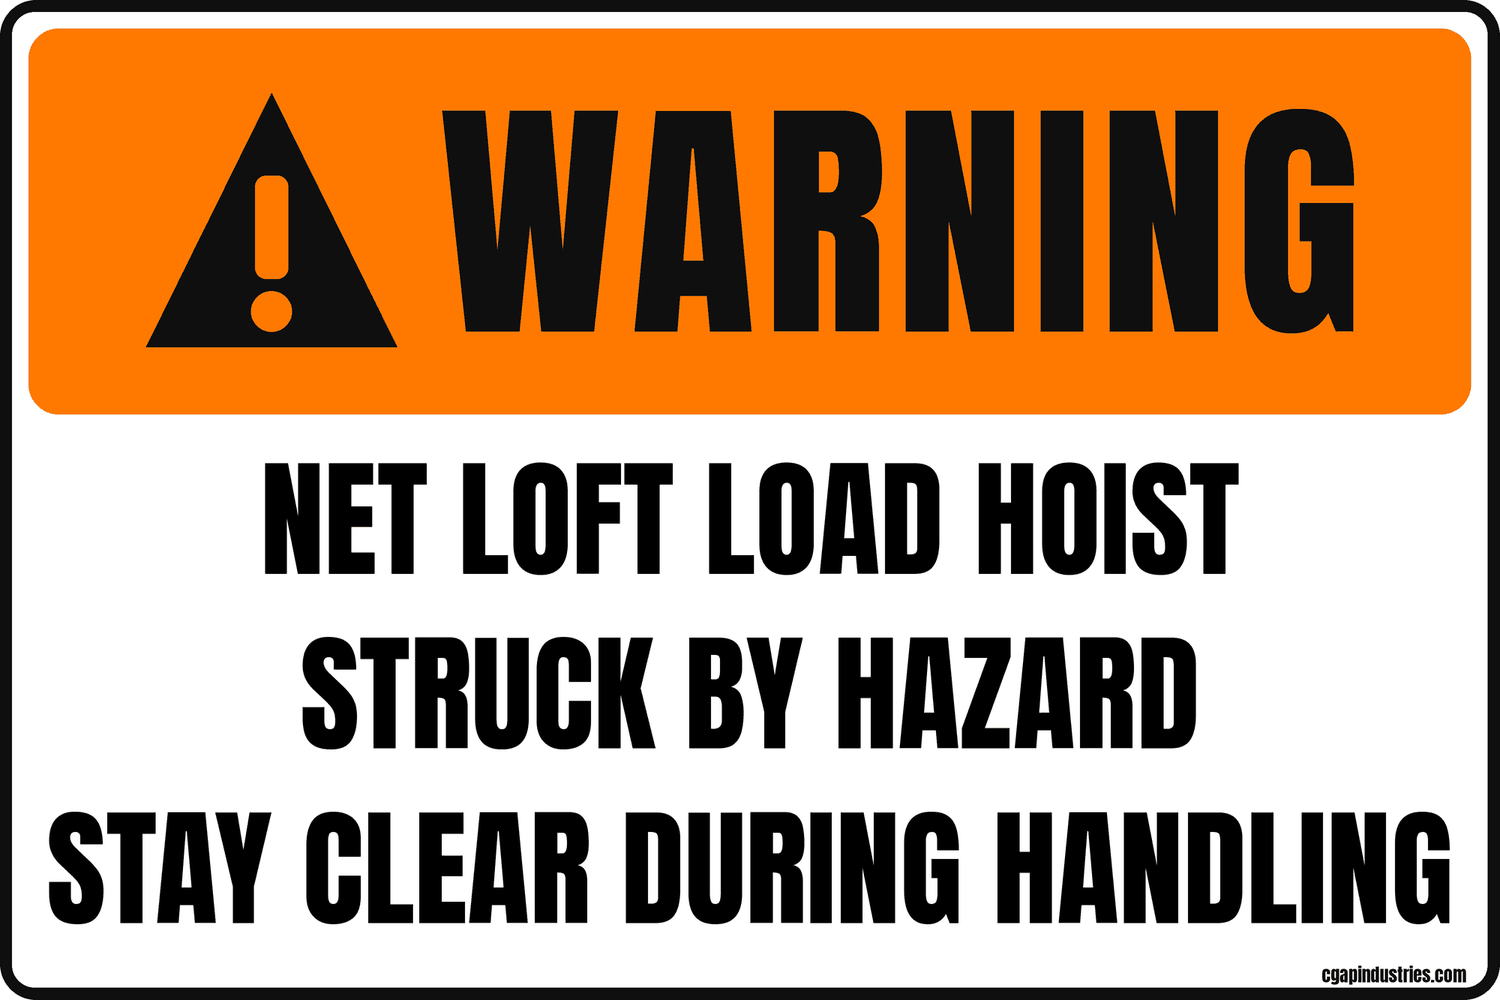 WARNING
NET LOFT LOAD HOIST
STRUCK BY HAZARD
STAY CLEAR DURING HANDLING
cgapindustries.com